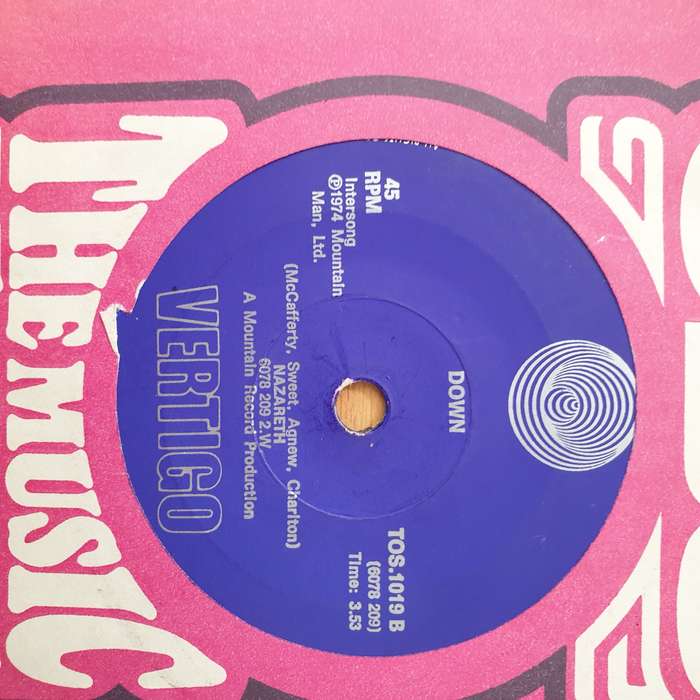 THE MUSIC
45
RPM
Intersong
℗1974 Mountain
Man, Ltd.
DOWN
TOS.1019 B
(6078 209)
Time: 3.53
(McCafferty, Sweet, Agnew, Charlton)
NAZARETH
6078 209 2.W.
A Mountain Record Production
VERTIGO